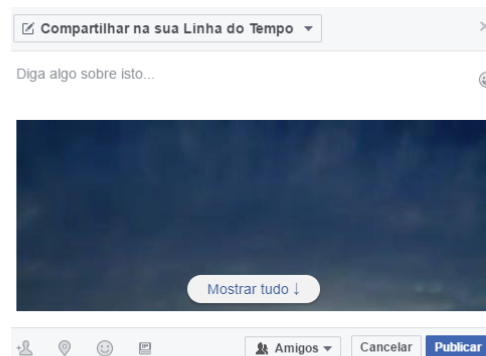 Compartilhar na sua Linha do Tempo
Diga algo sobre isto...
Mostrar tudo ↓
Amigos Cancelar Publicar